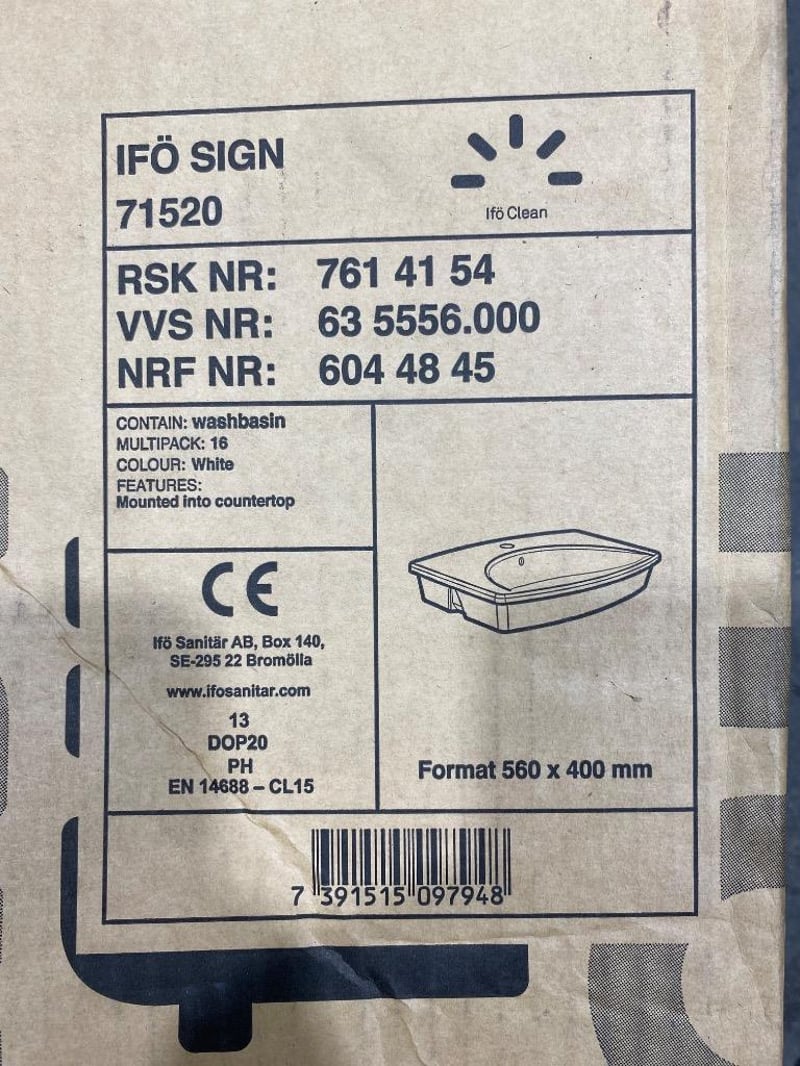 IFÖ SIGN
71520
Ifö Clean
RSK NR: 761 41 54
VVS NR: 63 5556.000
NRF NR: 604 48 45
CONTAIN: washbasin
MULTIPACK: 16
COLOUR: White
FEATURES:
Mounted into countertop
CE
Ifö Sanitär AB, Box 140,
SE-295 22 Bromölla
www.ifosanitar.com
13
DOP20
PH
EN 14688 – CL15
Format 560 x 400 mm
7 391515 097948